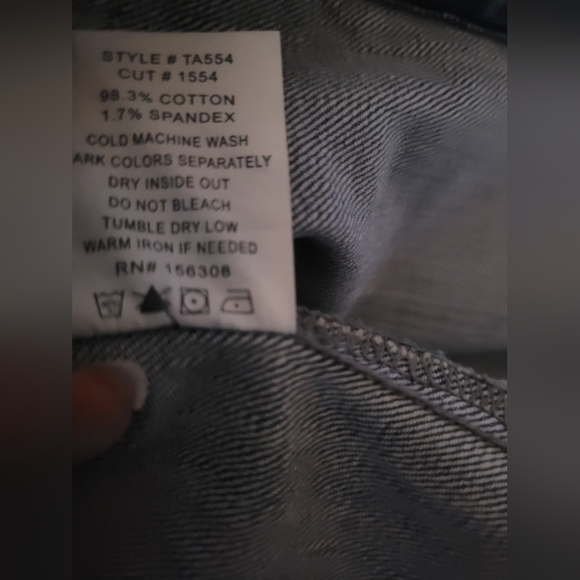 STYLE # TA554
CUT # 1554
98.3% COTTON
1.7% SPANDEX
COLD MACHINE WASH
ARK COLORS SEPARATELY
DRY INSIDE OUT
DO NOT BLEACH
TUMBLE DRY LOW
WARM IRON IF NEEDED
RN# 156308